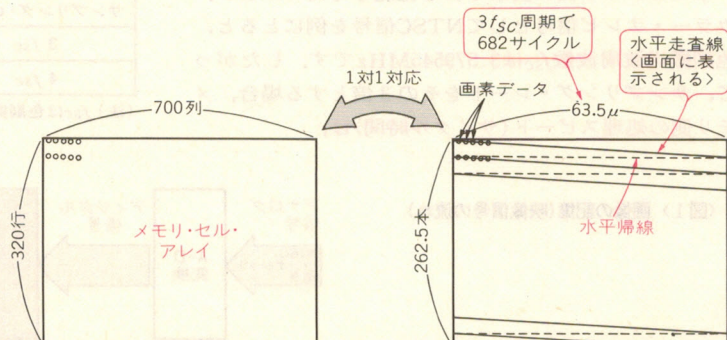 700列
320行
メモリ・セル・
アレイ
1対1対応
3fSC周期で
682サイクル
水平走査線
〈画面に表
示される〉
画素データ
63.5μ
262.5本
水平帰線